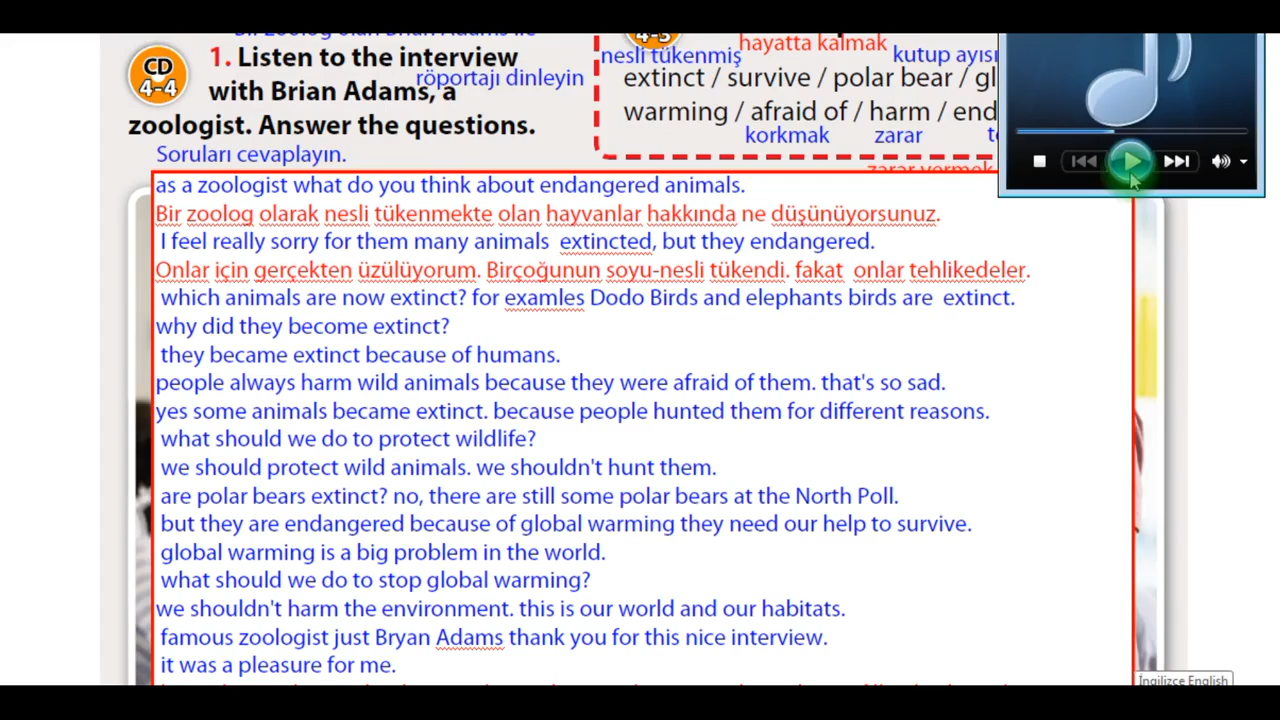 1. Listen to the interview
röportajı dinleyin
with Brian Adams, a
zoologist. Answer the questions.
Soruları cevaplayın.
CD
4-4
hayatta kalmak
nesli tükenmiş
kutup ayısı
extinct / survive / polar bear / gl
warming / afraid of / harm / end
korkmak
zarar
as a zoologist what do you think about endangered animals.
Bir zoolog olarak nesli tükenmekte olan hayvanlar hakkında ne düşünüyorsunuz.
I feel really sorry for them many animals extincted, but they endangered.
Onlar için gerçekten üzülüyorum. Birçoğunun soyu-nesli tükendi. fakat onlar tehlikedeler.
which animals are now extinct? for examles Dodo Birds and elephants birds are extinct.
why did they become extinct?
they became extinct because of humans.
people always harm wild animals because they were afraid of them. that's so sad.
yes some animals became extinct. because people hunted them for different reasons.
what should we do to protect wildlife?
we should protect wild animals. we shouldn't hunt them.
are polar bears extinct? no, there are still some polar bears at the North Poll.
but they are endangered because of global warming they need our help to survive.
global warming is a big problem in the world.
what should we do to stop global warming?
we shouldn't harm the environment. this is our world and our habitats.
famous zoologist just Bryan Adams thank you for this nice interview.
it was a pleasure for me.
İngilizce English